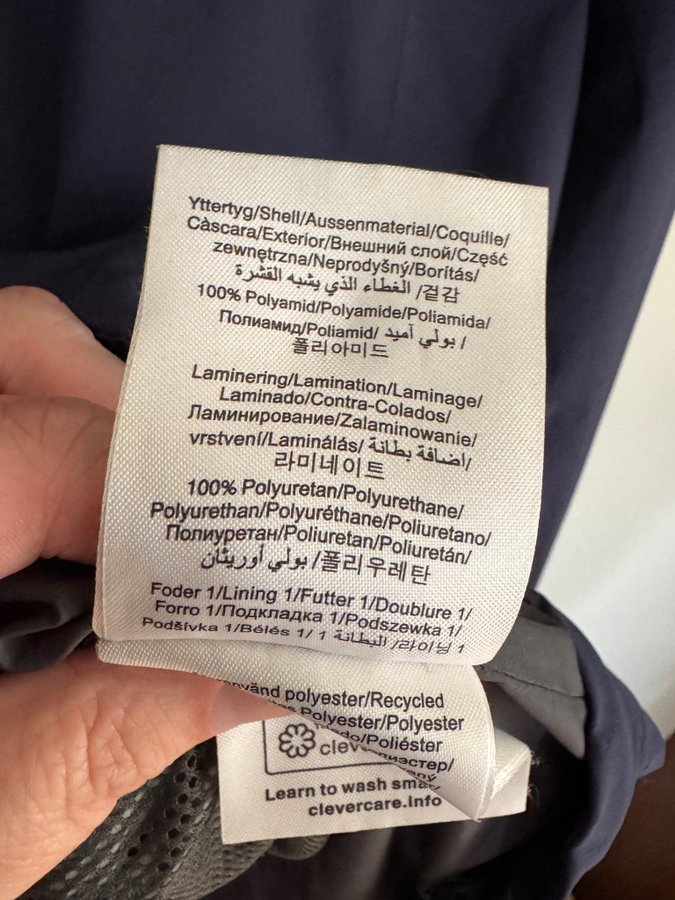 Yttertyg/Shell/Aussenmaterial/Coquille/
Càscara/Exterior/Внешний слой/Część
zewnętrzna/Neprodyšný/Borítás/
الغطاء الذي يشبه القشرة /겉감
100% Polyamid/Polyamide/Poliamida/
Полиамид/Poliamid/ بولي آميد /
폴리아미드
Laminering/Lamination/Laminage/
Laminado/Contra-Colados/
Ламинирование/Zalaminowanie/
vrstvení/Laminálás/ اضافة بطانة/
라미네이트
100% Polyuretan/Polyurethane/
Polyurethan/Polyuréthane/Poliuretano/
Полиуретан/Poliuretan/Poliuretán/
بولي أوريثان /폴리우레탄
Foder 1/Lining 1/Futter 1/Doublure 1/
Forro 1/Подкладка 1/Podszewka 1/
Podšívka 1/Bélés 1/ البطانة 1 /라이닝 1
polyester/Recycled
Polyester/Polyester
Poliéster
Learn to wash
clevercare.info